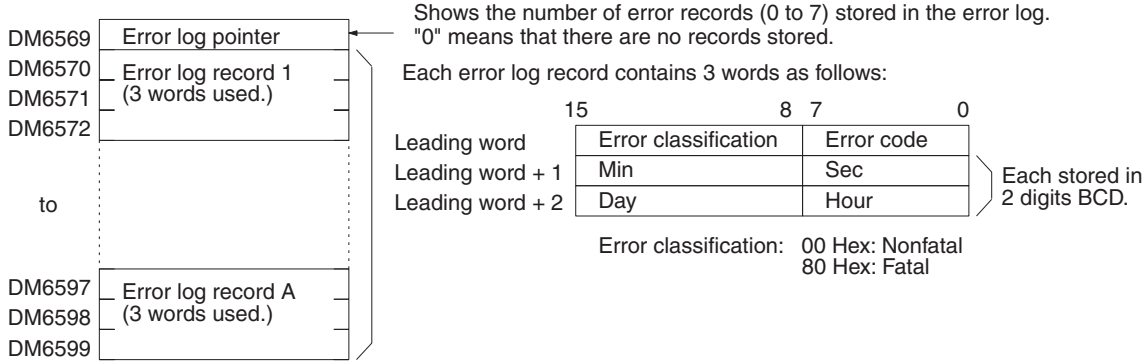 Shows the number of error records (0 to 7) stored in the error log.
"0" means that there are no records stored.
DM6569 Error log pointer
DM6570 Error log record 1
DM6571 (3 words used.)
DM6572
to
DM6597 Error log record A
DM6598 (3 words used.)
DM6599
Each error log record contains 3 words as follows:
15 8 7 0
Leading word Error classification Error code
Leading word + 1 Min Sec
Leading word + 2 Day Hour
Each stored in
2 digits BCD.
Error classification: 00 Hex: Nonfatal
80 Hex: Fatal